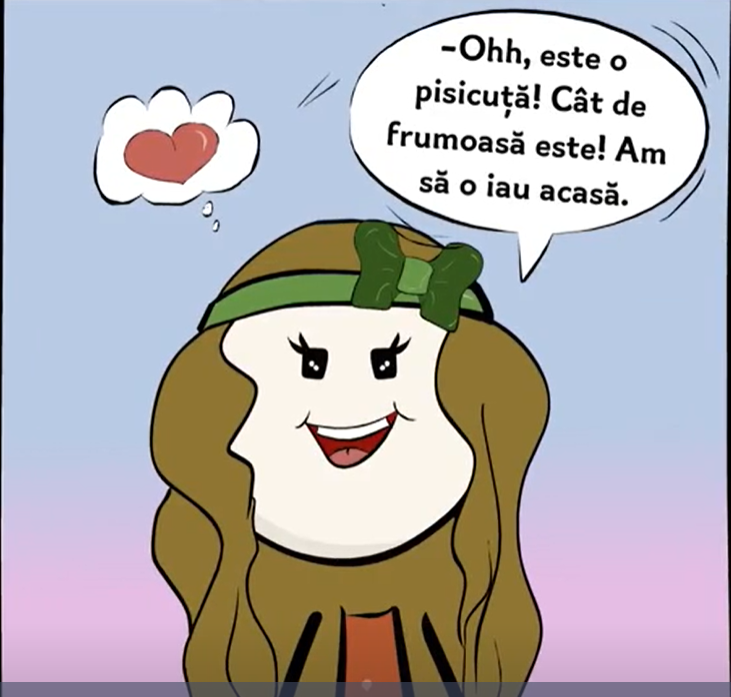 -Ohh, este o
pisicuță! Cât de
frumoasă este! Am
să o iau acasă.